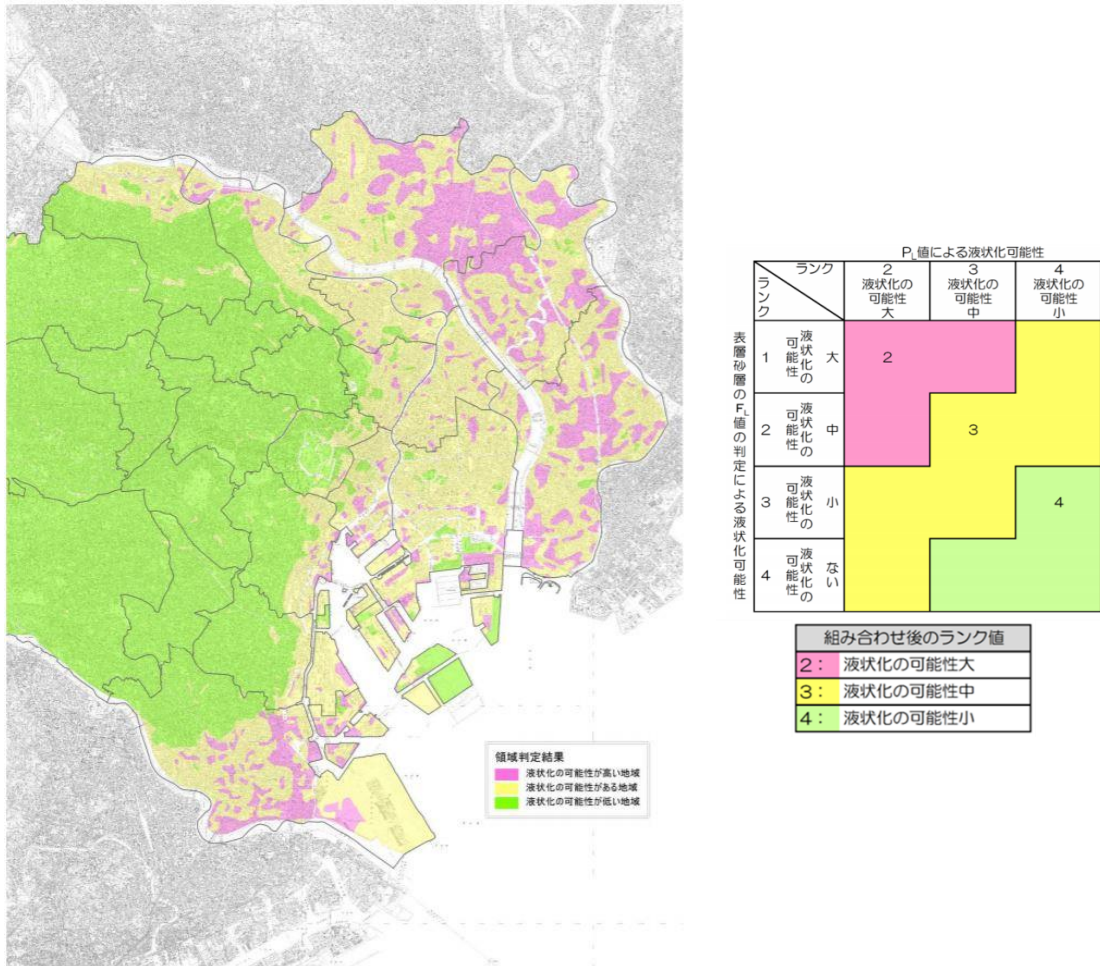 領域判定結果
液状化の可能性が高い地域
液状化の可能性がある地域
液状化の可能性が低い地域
PL値による液状化可能性
ランク
ランク
2
液状化の
可能性
大
3
液状化の
可能性
中
4
液状化の
可能性
小
表層砂層のFL値の判定による液状化可能性
1
液状化の
可能性
大
2
2
液状化の
可能性
中
3
3
液状化の
可能性
小
4
4
液状化の
可能性
ない
組み合わせ後のランク値
2： 液状化の可能性大
3： 液状化の可能性中
4： 液状化の可能性小